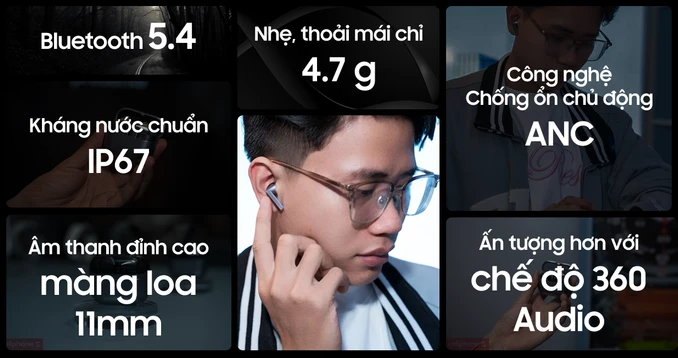 Bluetooth 5.4
Kháng nước chuẩn
IP67
Âm thanh đỉnh cao
màng loa
11mm
Nhẹ, thoải mái chỉ
4.7 g
Công nghệ
Chống ổn chủ động
ANC
Ấn tượng hơn với
chế độ 360
Audio